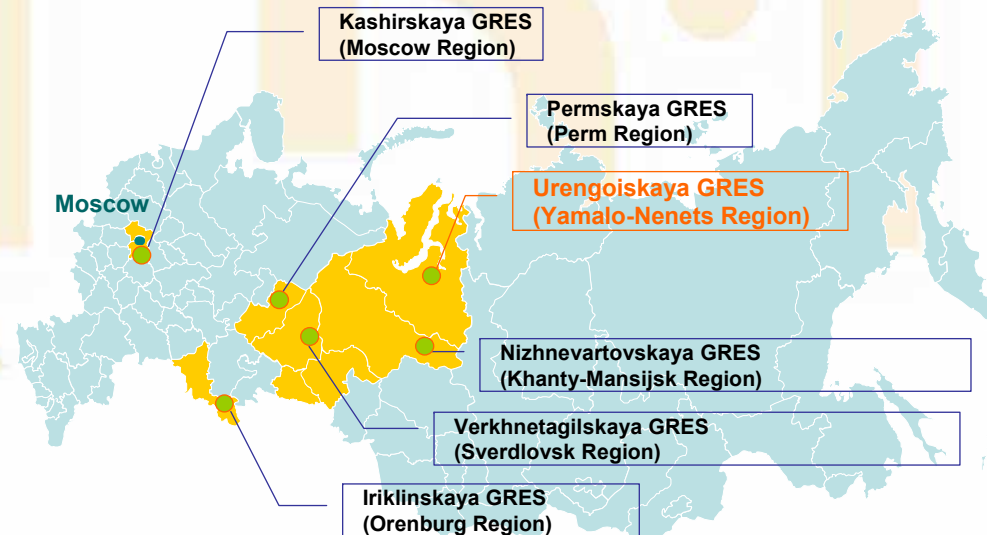 Kashirskaya GRES
(Moscow Region)
Permskaya GRES
(Perm Region)
Urengoiskaya GRES
(Yamalo-Nenets Region)
Moscow
Nizhnevartovskaya GRES
(Khanty-Mansijsk Region)
Verkhnetagilskaya GRES
(Sverdlovsk Region)
Iriklinskaya GRES
(Orenburg Region)